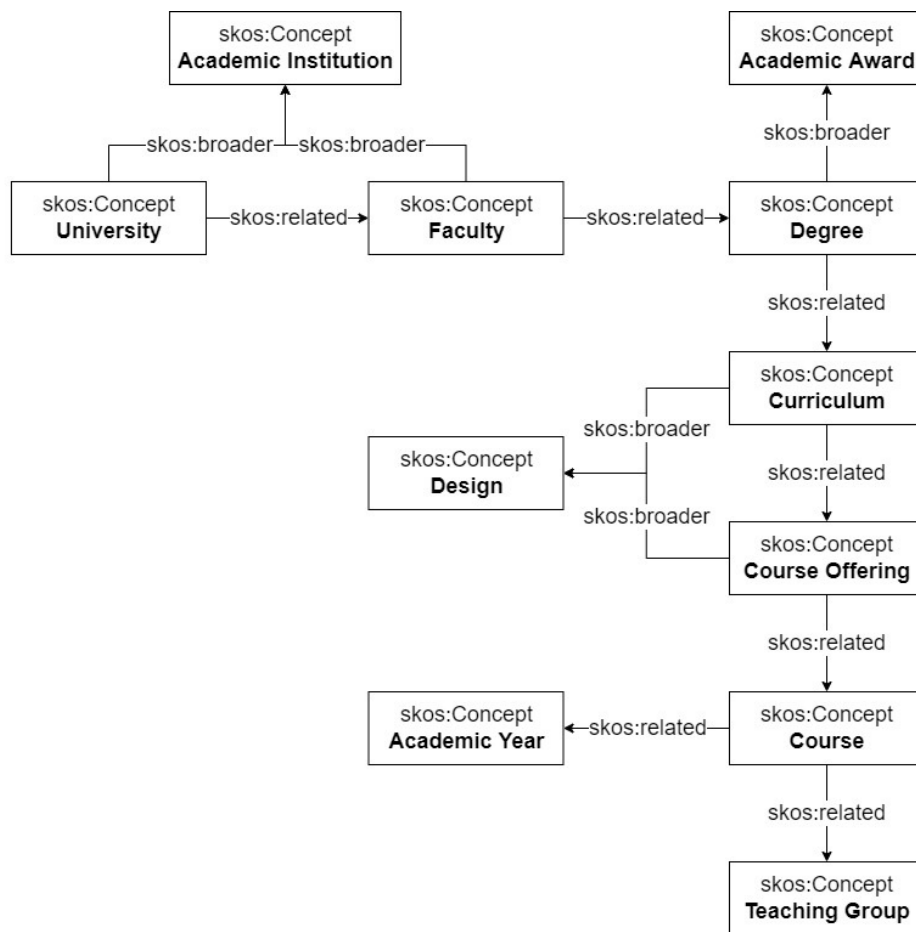 skos:Concept
Academic Institution
skos:Concept
Academic Award
skos:broader
skos:broader
skos:broader
skos:Concept
University
skos:related
skos:Concept
Faculty
skos:related
skos:Concept
Degree
skos:related
skos:Concept
Curriculum
skos:broader
skos:Concept
Design
skos:related
skos:broader
skos:Concept
Course Offering
skos:related
skos:Concept
Academic Year
skos:related
skos:Concept
Course
skos:related
skos:Concept
Teaching Group